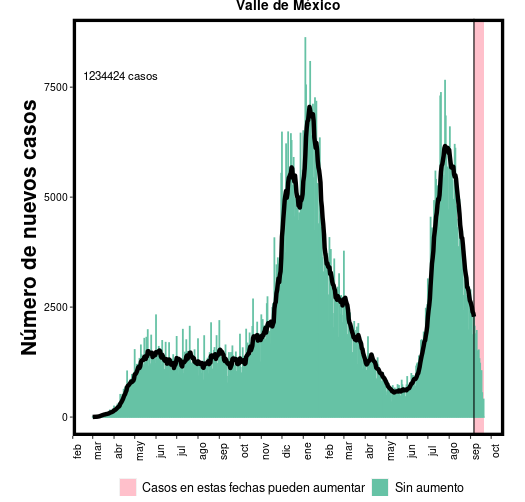 Valle de México
1234424 casos
Número de nuevos casos
7500
5000
2500
0
feb mar abr may jun jul ago sep oct nov dic ene feb mar abr may jun jul ago sep oct
Casos en estas fechas pueden aumentar Sin aumento